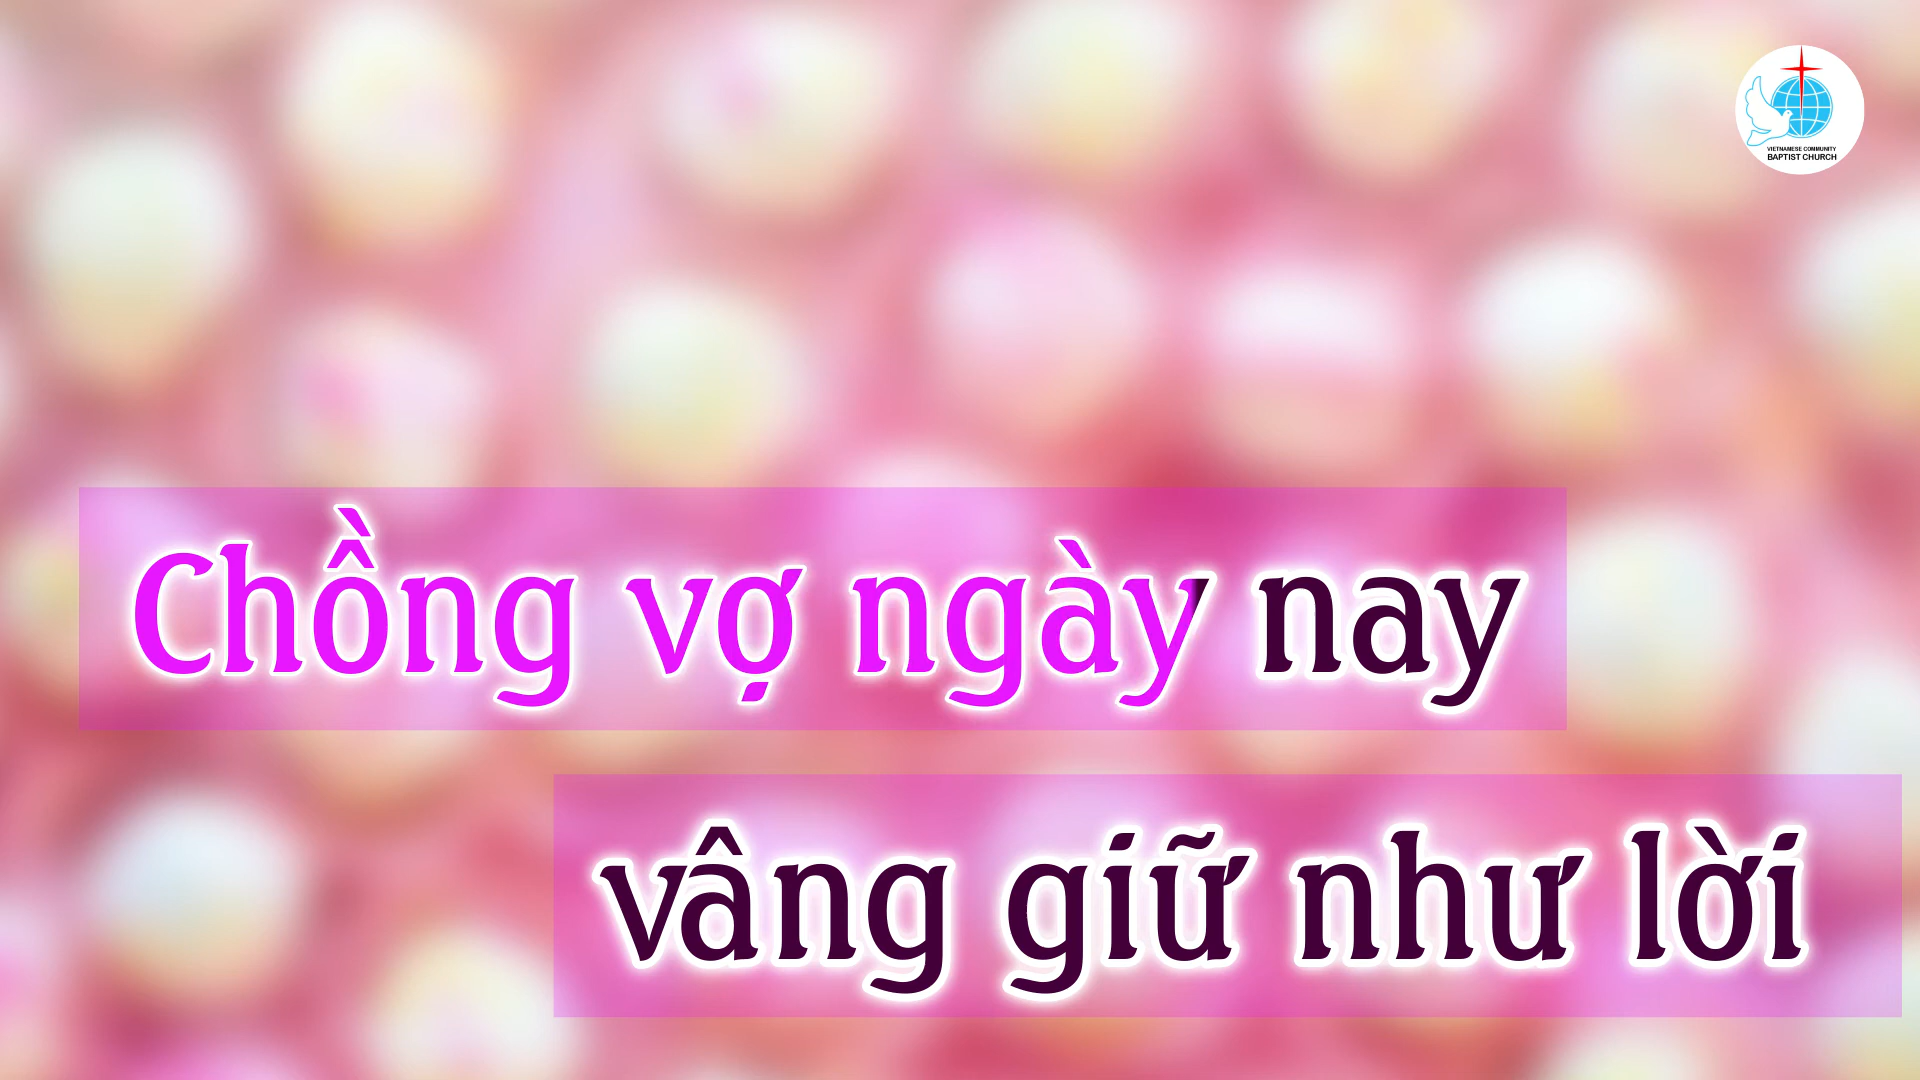 VIETNAMESE COMMUNITY
BAPTIST CHURCH
Chồng vợ ngày nay
vâng giữ như lời